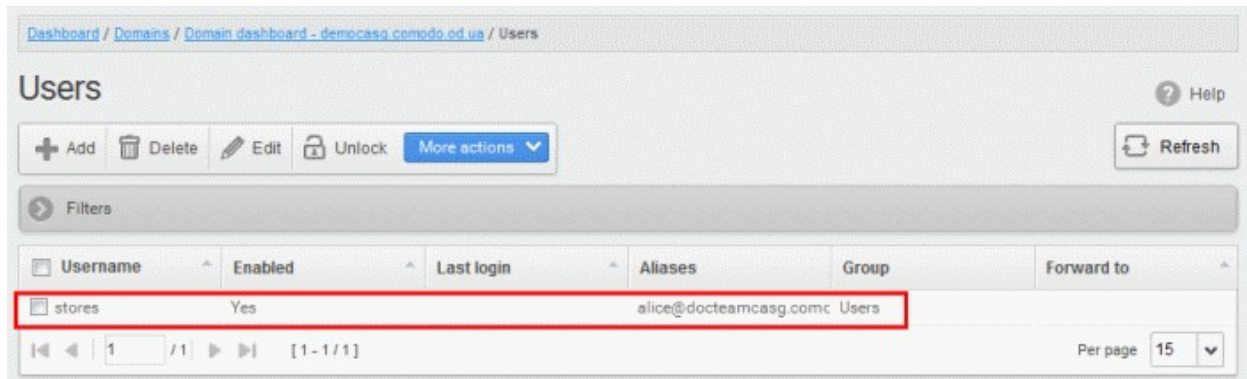 Dashboard / Domains / Domain dashboard - democasg.comodo.od.ua / Users
Users
Help
Add Delete Edit Unlock More actions
Refresh
Filters
Username Enabled Last login Aliases Group Forward to
stores Yes alice@docteamcasg.comc Users
1 / 1 [1 - 1 / 1] Per page 15